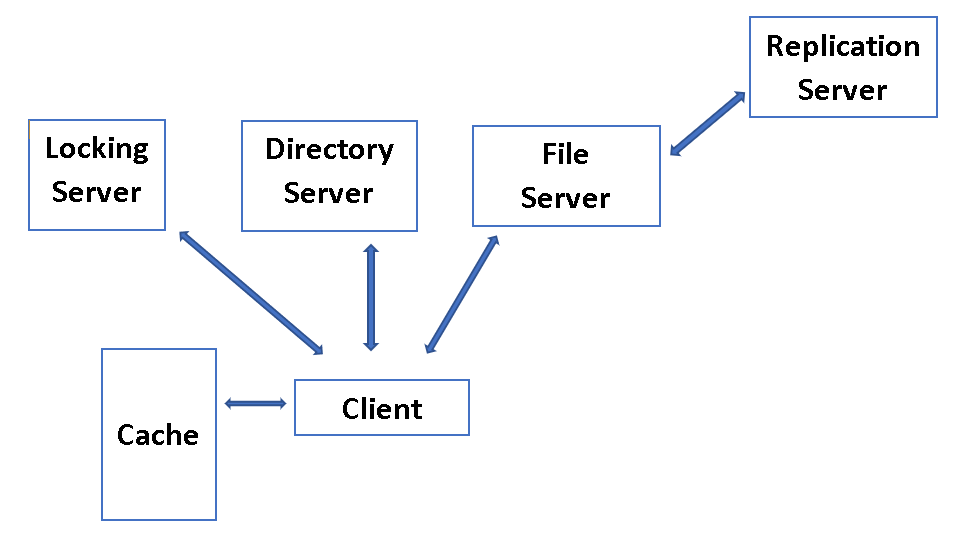 Replication
Server
Locking
Server
Directory
Server
File
Server
Cache
Client